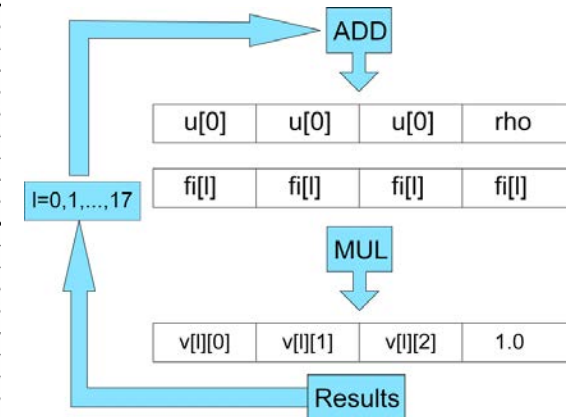 ADD
u[0] u[0] u[0] rho
fi[l] fi[l] fi[l] fi[l]
l=0,1,...,17
MUL
v[l][0] v[l][1] v[l][2] 1.0
Results